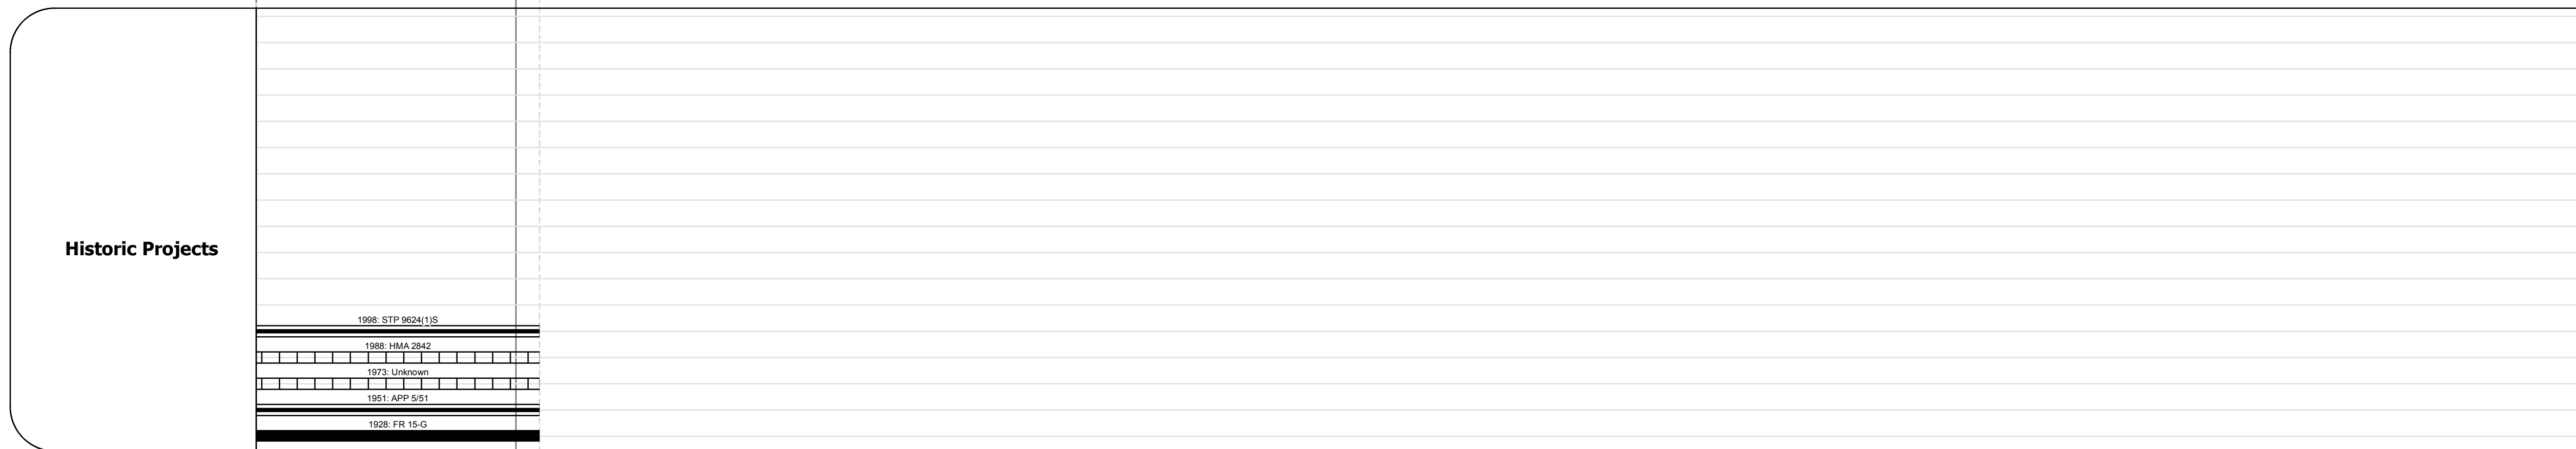 Historic Projects
1998: STP 9624(1)S
1988: HMA 2842
1973: Unknown
1951: APP 5/51
1928: FR 15-G